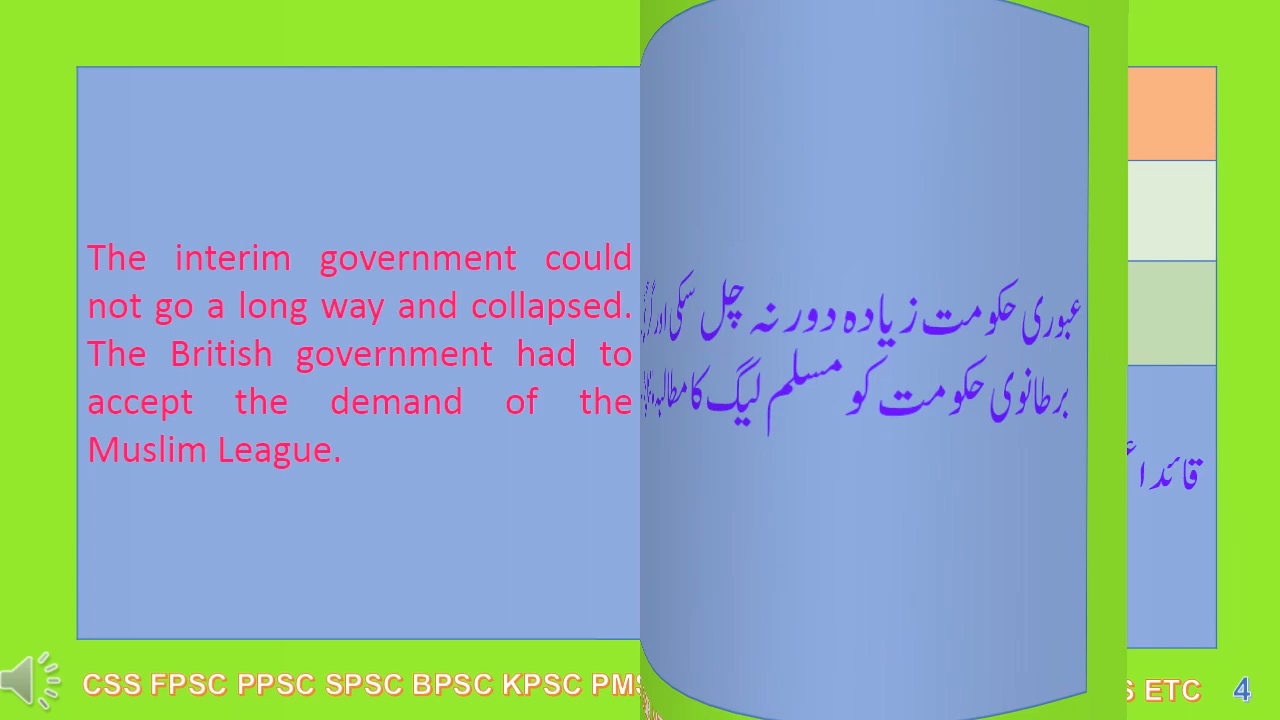 The interim government could
not go a long way and collapsed.
The British government had to
accept the demand of the
Muslim League.
عبوری حکومت زیادہ دور نہ چل سکی اور
برطانوی حکومت کو مسلم لیگ کا مطالبہ
CSS FPSC PPSC SPSC BPSC KPSC PMS
ETC 4